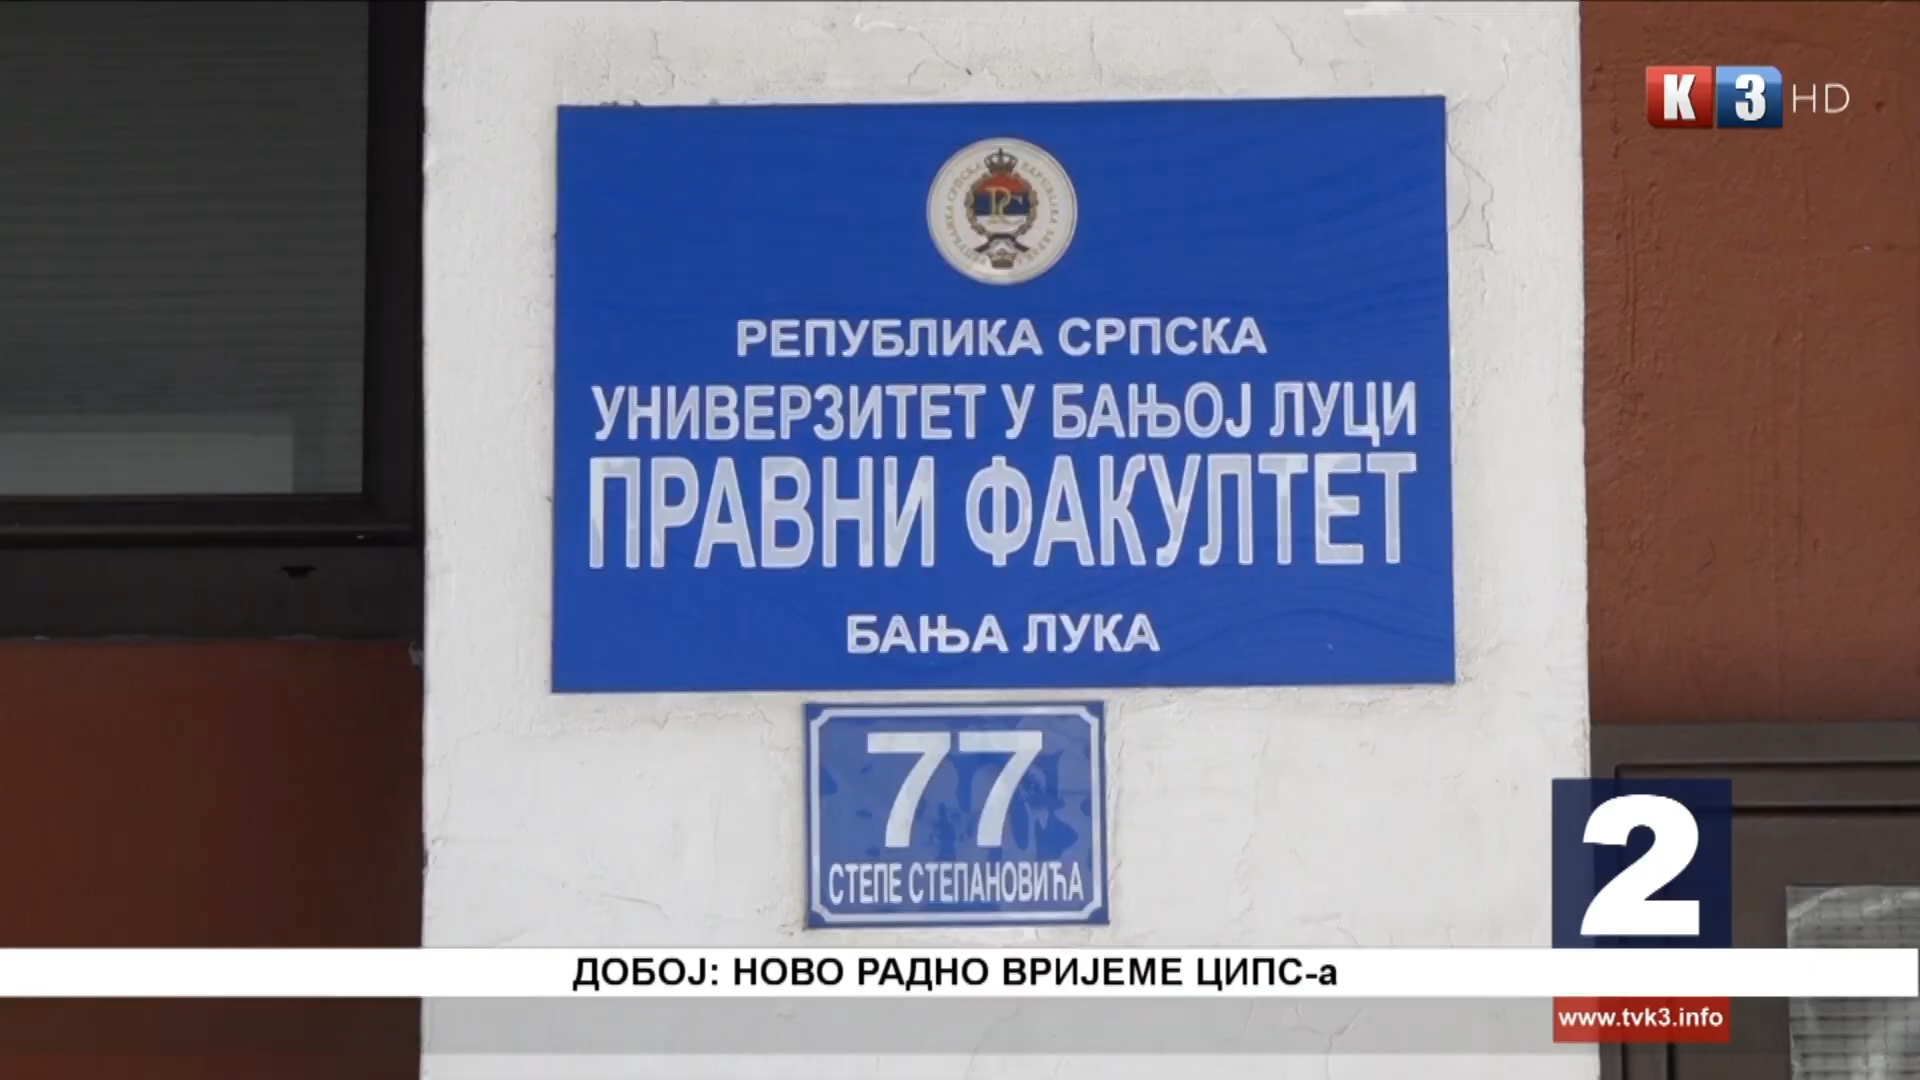 К3 HD
РЕПУБЛИКА СРПСКА
УНИВЕРЗИТЕТ У БАЊОЈ ЛУЦИ
ПРАВНИ ФАКУЛТЕТ
БАЊА ЛУКА
77
СТЕПЕ СТЕПАНОВИЋА
2
ДОБОЈ: НОВО РАДНО ВРИЈЕМЕ ЦИПС-а
www.tvk3.info